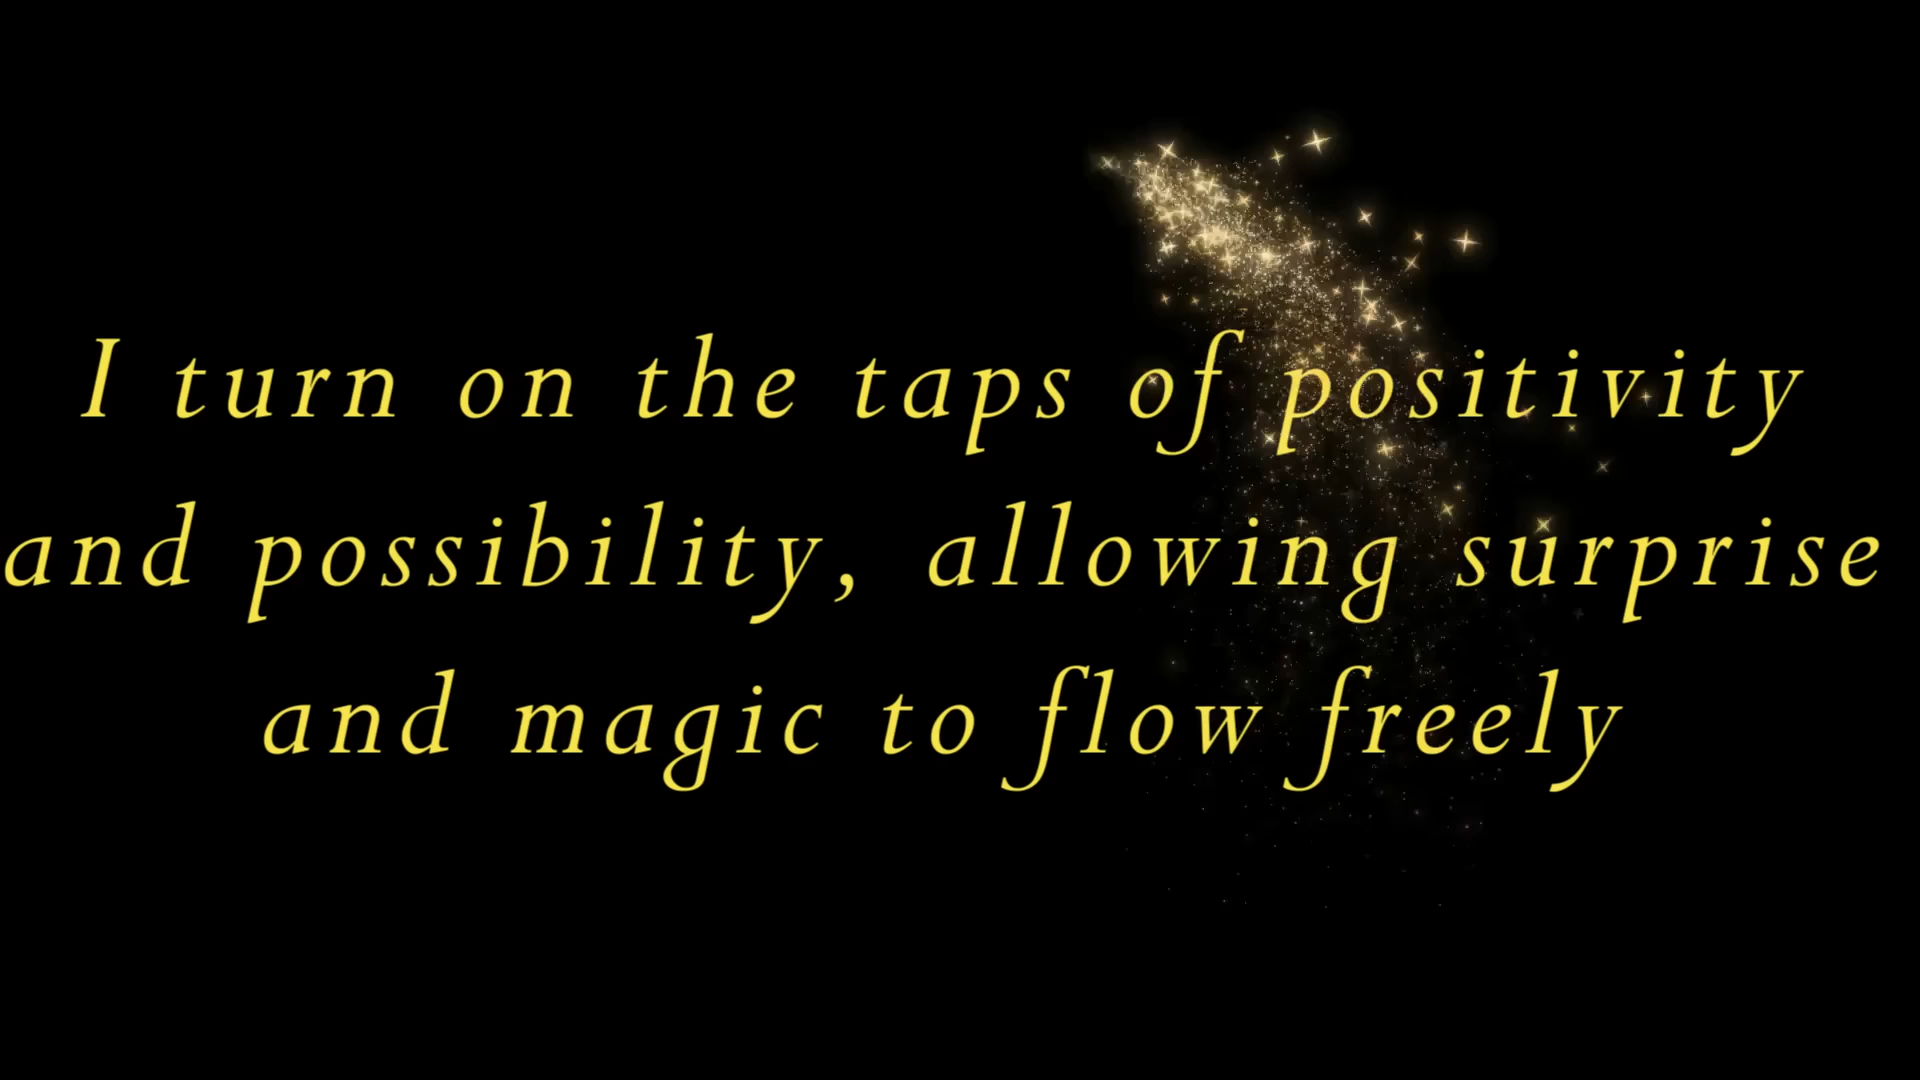 I turn on the taps of positivity
and possibility, allowing surprise
and magic to flow freely